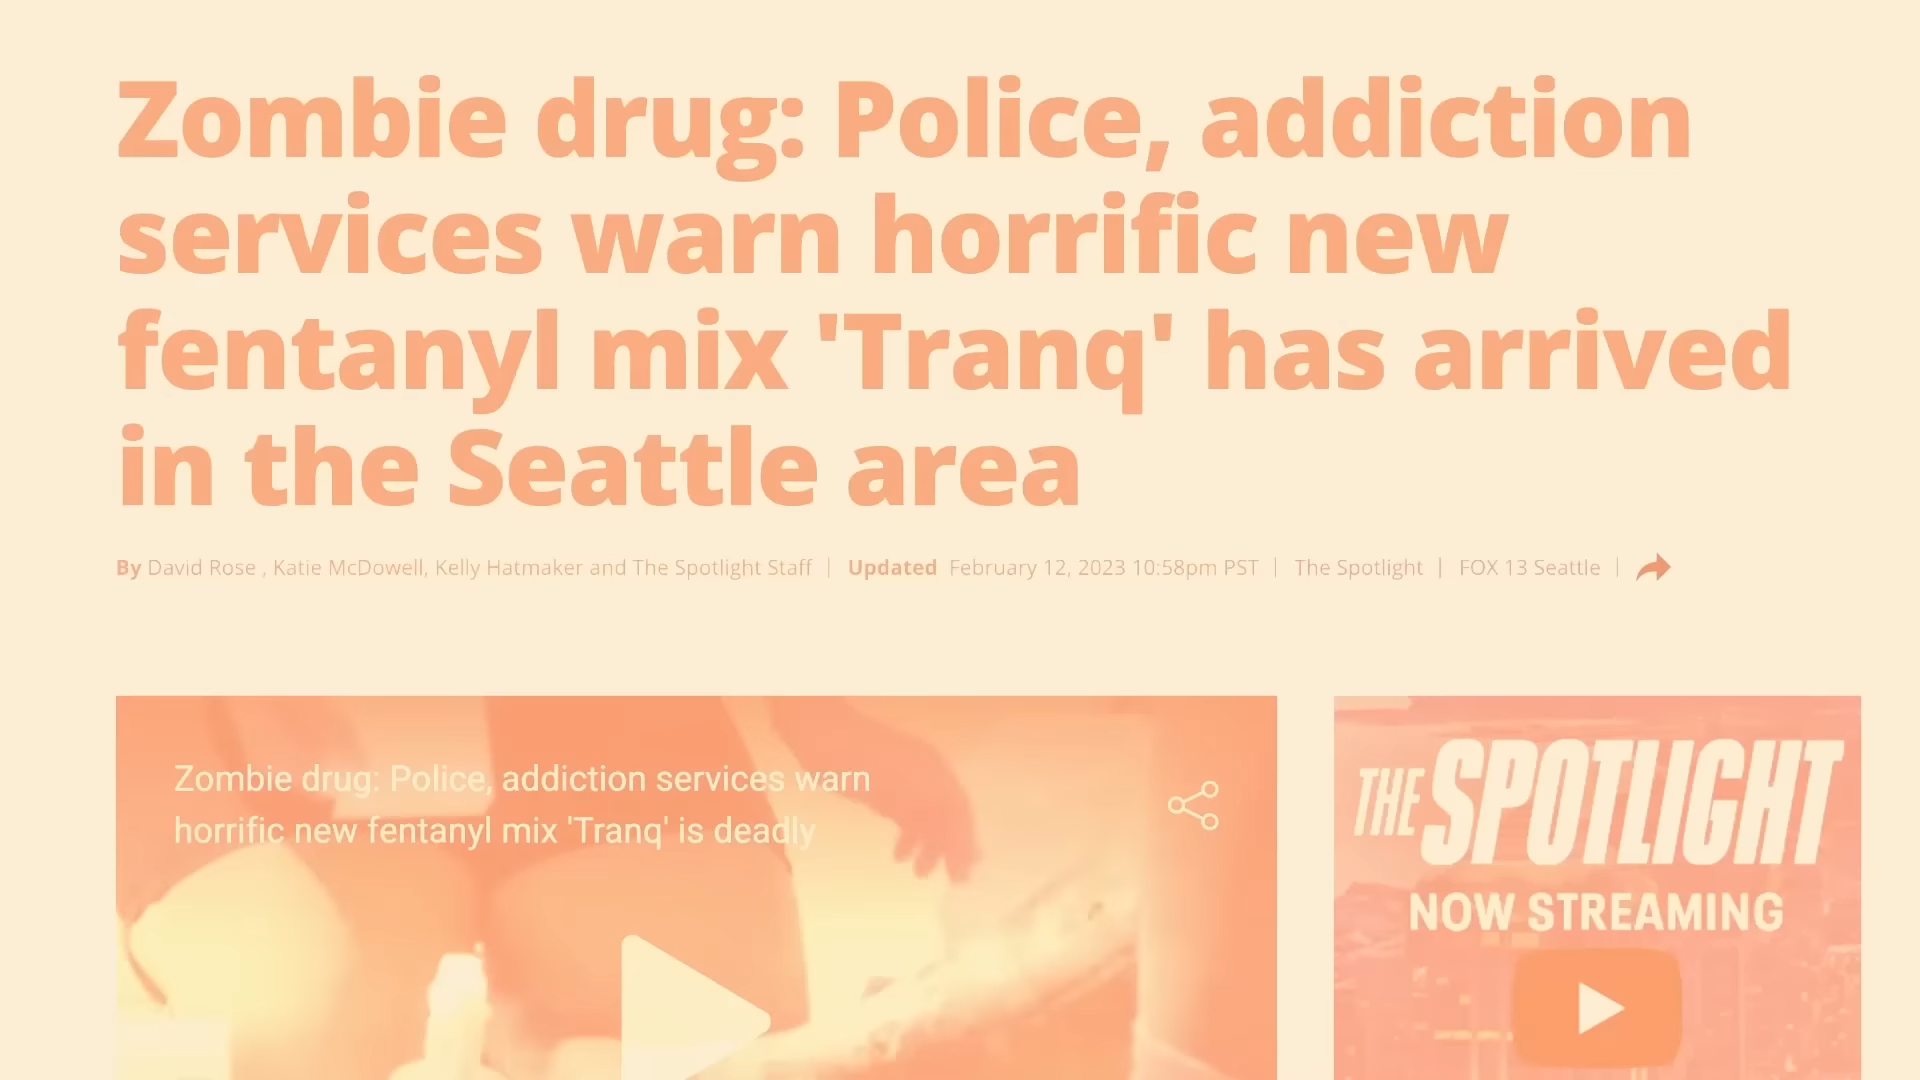 Zombie drug: Police, addiction
services warn horrific new
fentanyl mix 'Tranq' has arrived
in the Seattle area
By David Rose , Katie McDowell, Kelly Hatmaker and The Spotlight Staff | Updated February 12, 2023 10:58pm PST | The Spotlight | FOX 13 Seattle |
Zombie drug: Police, addiction services warn
horrific new fentanyl mix 'Tranq' is deadly
THE SPOTLIGHT
NOW STREAMING